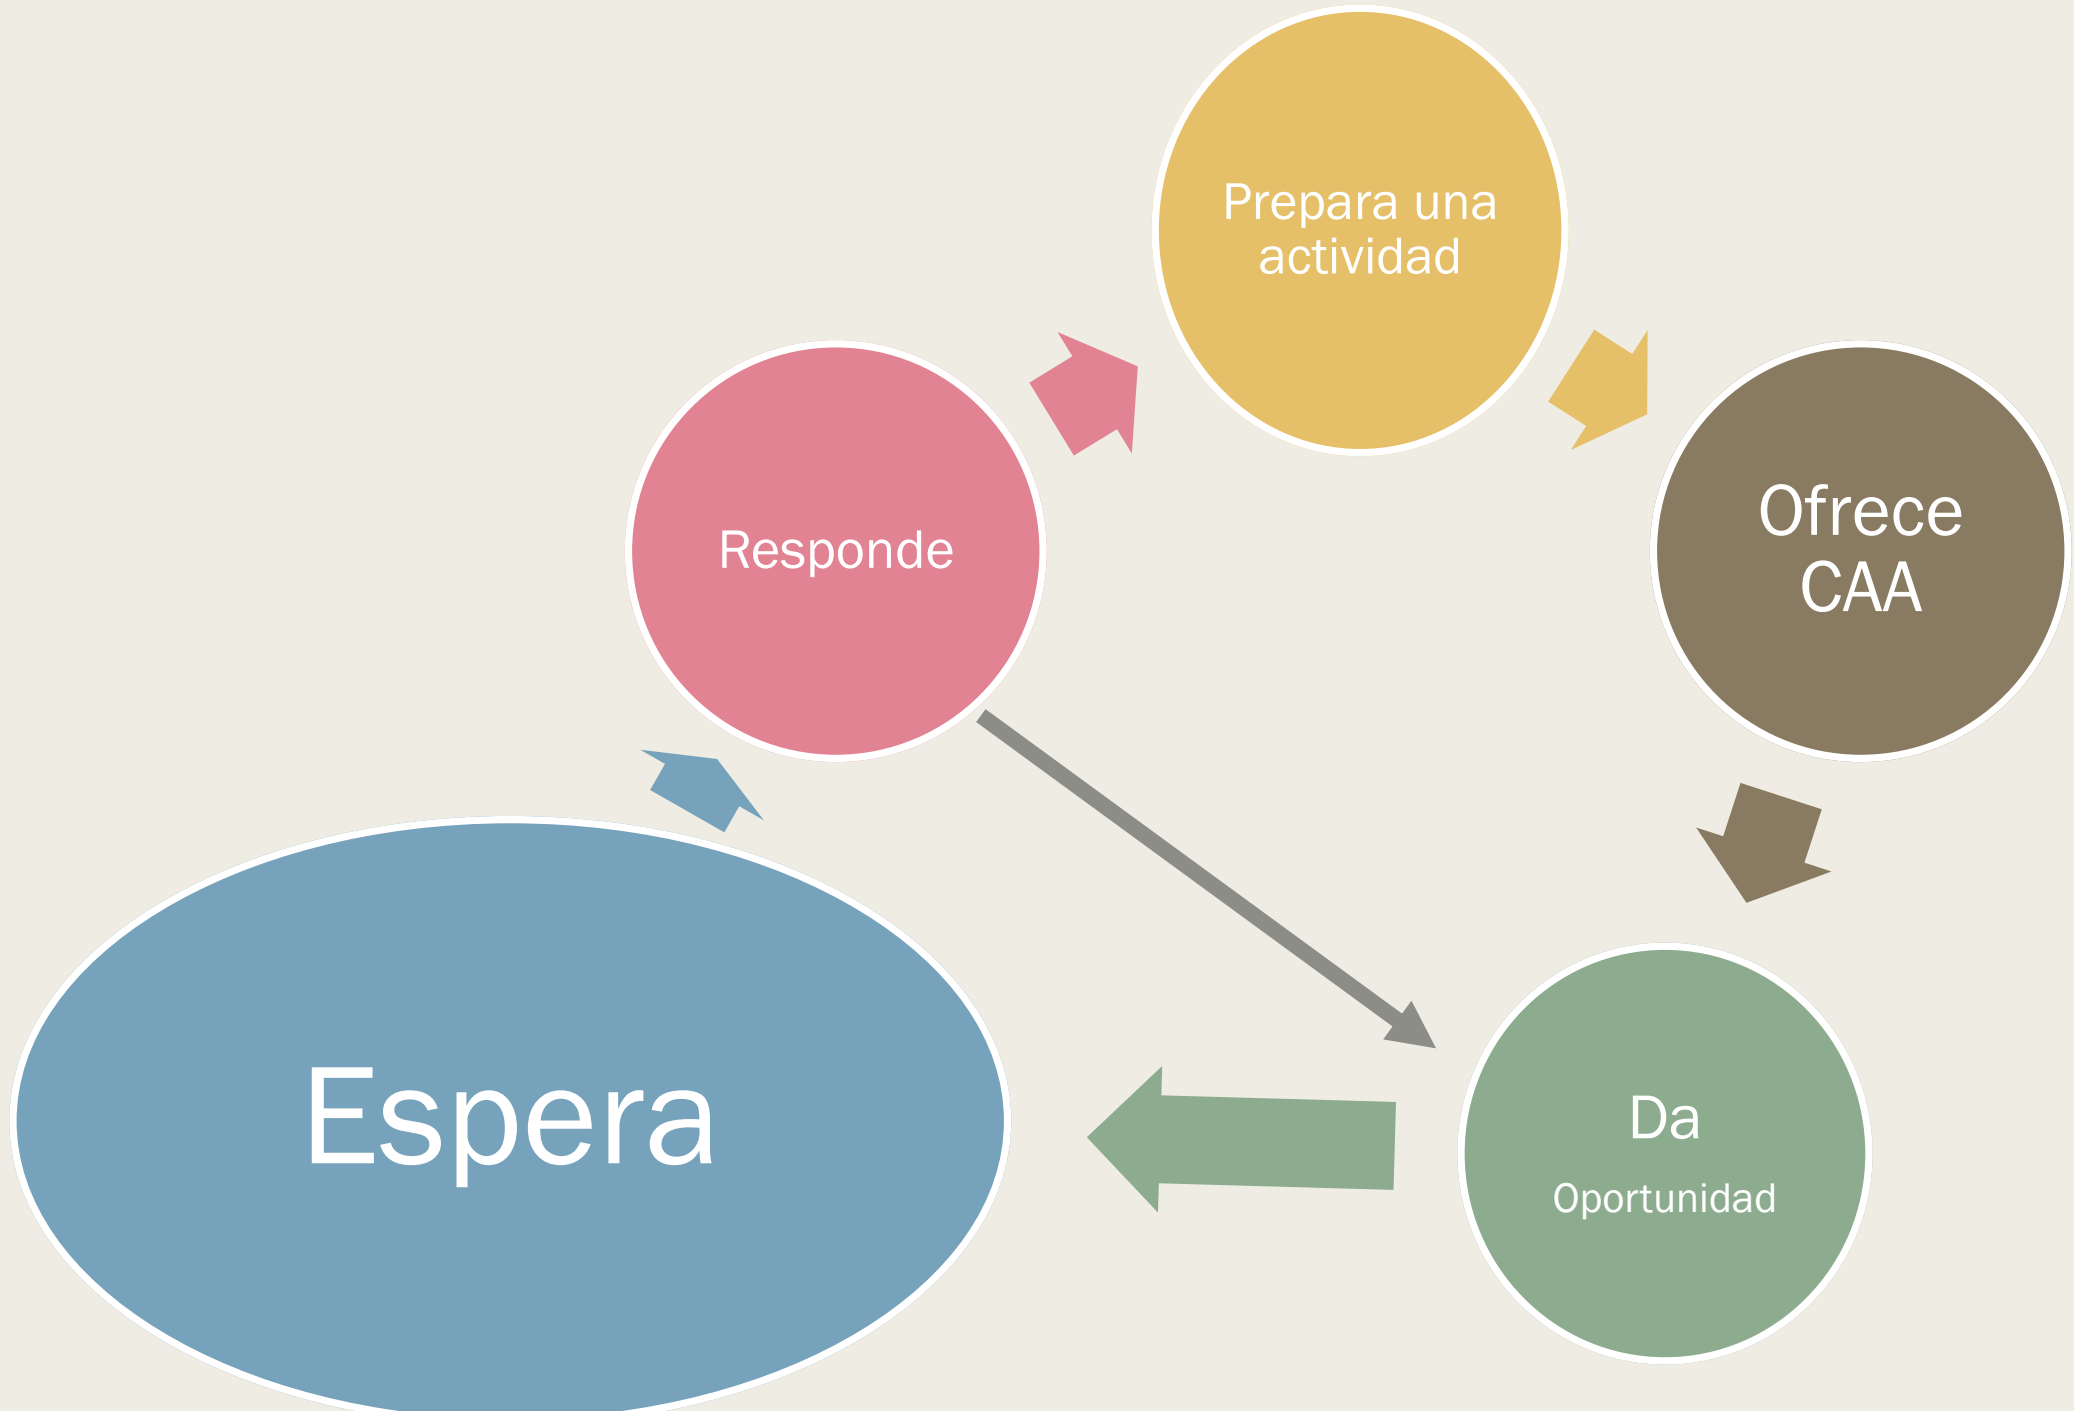 Prepara una
actividad
Ofrece
CAA
Da
Oportunidad
Espera
Responde